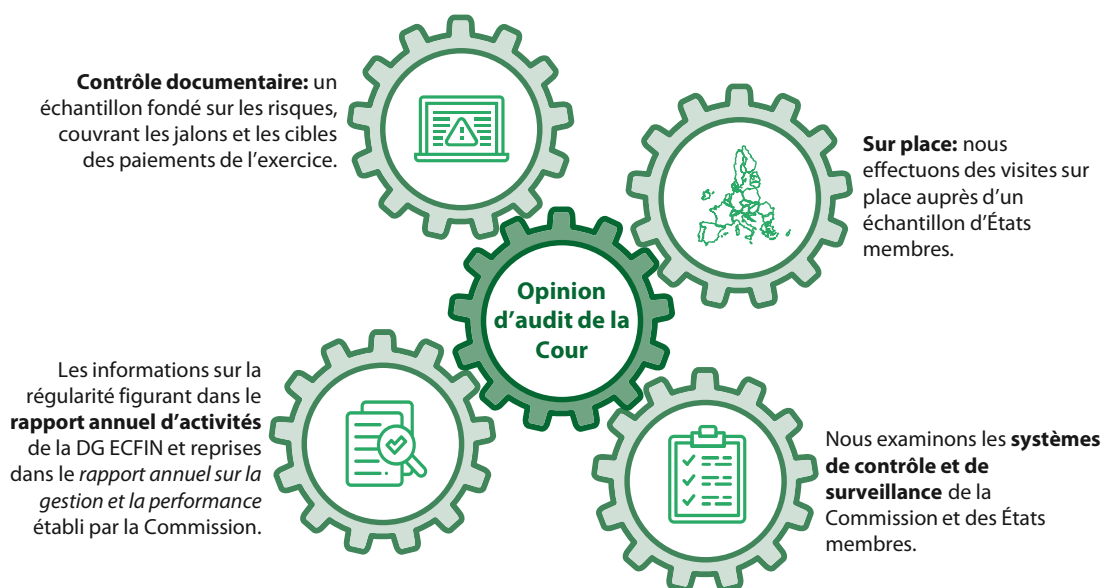 Contrôle documentaire: un
échantillon fondé sur les risques,
couvrant les jalons et les cibles
des paiements de l’exercice.
Sur place: nous
effectuons des visites sur
place auprès d’un
échantillon d’États
membres.
Opinion
d’audit de la
Cour
Les informations sur la
régularité figurant dans le
rapport annuel d’activités
de la DG ECFIN et reprises
dans le rapport annuel sur la
gestion et la performance
établi par la Commission.
Nous examinons les systèmes
de contrôle et de
surveillance de la
Commission et des États
membres.